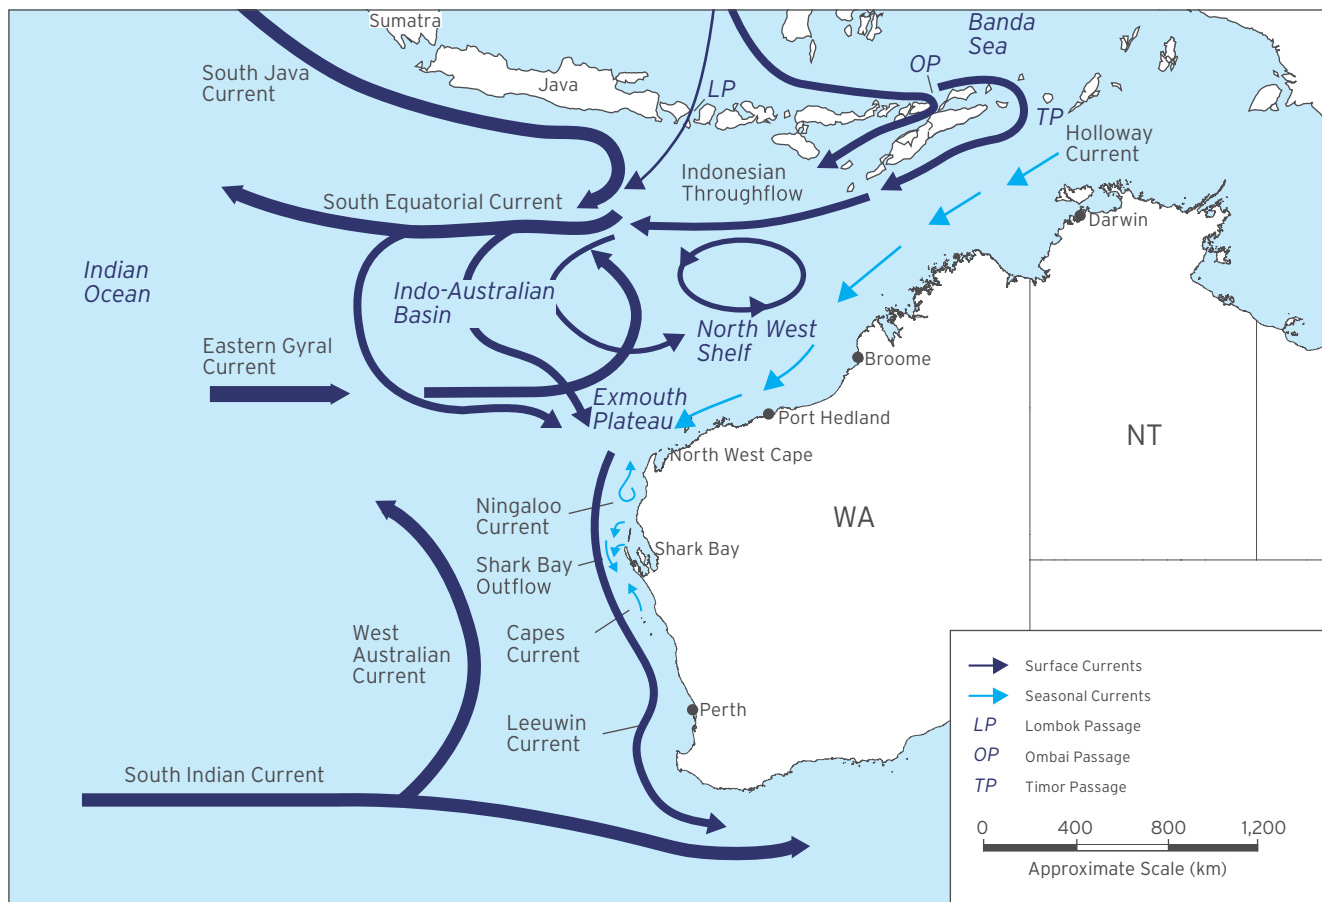 Sumatra
Banda
Sea
South Java
Current
OP
Java
LP
TP
Holloway
Current
Indonesian
Throughflow
South Equatorial Current
Darwin
Indian
Ocean
Indo-Australian
Basin
North West
Shelf
Eastern Gyral
Current
Broome
Exmouth
Plateau
Port Hedland
NT
North West Cape
Ningaloo
Current
WA
Shark Bay
Shark Bay
Outflow
West
Australian
Current
Capes
Current
Perth
Leeuwin
Current
South Indian Current
Surface Currents
Seasonal Currents
LP Lombok Passage
OP Ombai Passage
TP Timor Passage
0 400 800 1,200
Approximate Scale (km)